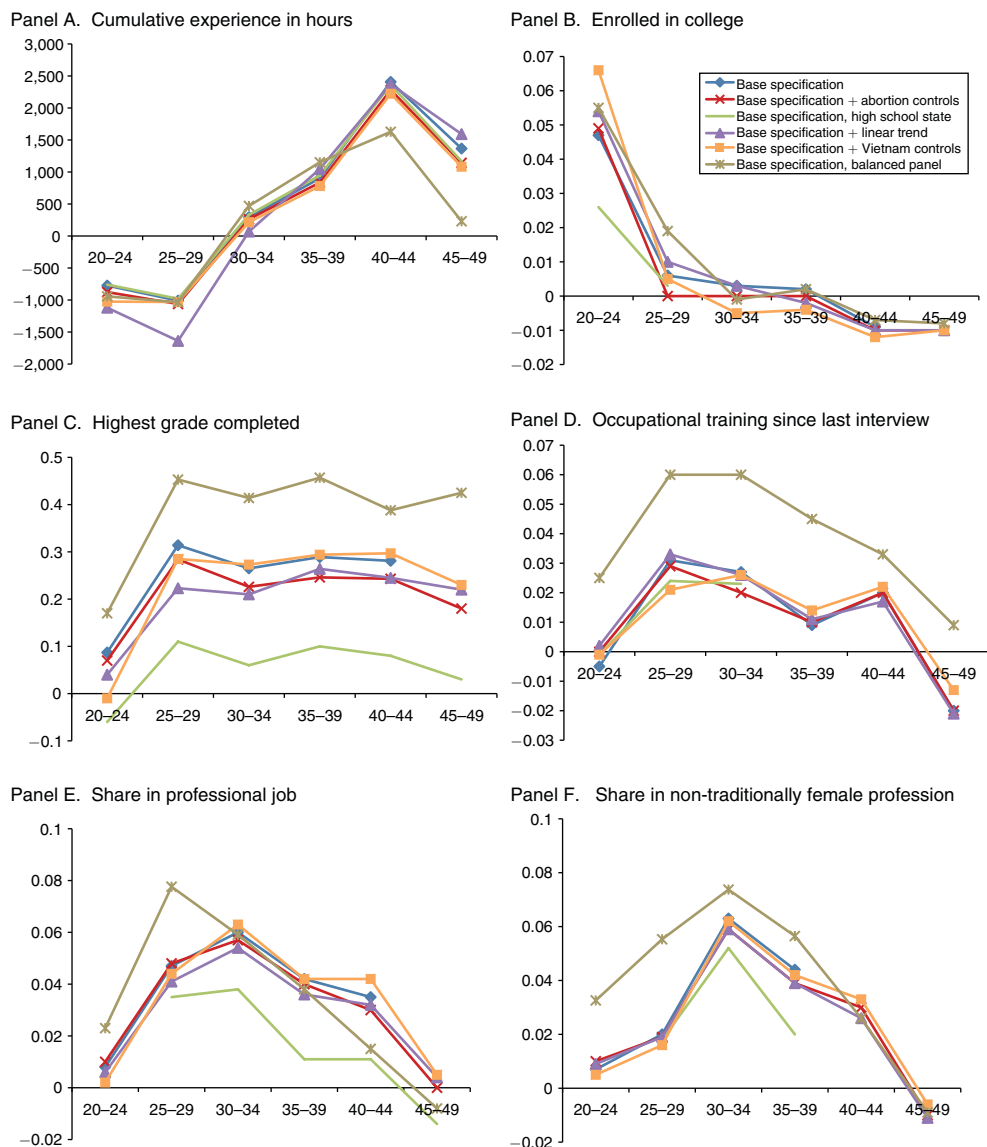 Panel A. Cumulative experience in hours
3,000
2,500
2,000
1,500
1,000
500
0
−500
−1,000
−1,500
−2,000
20–24 25–29 30–34 35–39 40–44 45–49
Panel B. Enrolled in college
0.07
0.06
0.05
0.04
0.03
0.02
0.01
0
−0.01
−0.02
20–24 25–29 30–34 35–39 40–44 45–49
Base specification
Base specification + abortion controls
Base specification, high school state
Base specification + linear trend
Base specification + Vietnam controls
Base specification, balanced panel
Panel C. Highest grade completed
0.5
0.4
0.3
0.2
0.1
0
−0.1
20–24 25–29 30–34 35–39 40–44 45–49
Panel D. Occupational training since last interview
0.07
0.06
0.05
0.04
0.03
0.02
0.01
0
−0.01
−0.02
−0.03
20–24 25–29 30–34 35–39 40–44 45–49
Panel E. Share in professional job
0.1
0.08
0.06
0.04
0.02
0
−0.02
20–24 25–29 30–34 35–39 40–44 45–49
Panel F. Share in non-traditionally female profession
0.1
0.08
0.06
0.04
0.02
0
−0.02
20–24 25–29 30–34 35–39 40–44 45–49